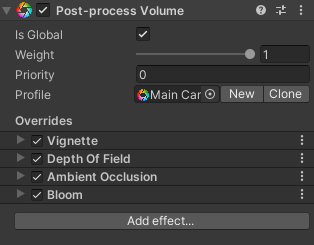 Post-process Volume
Is Global
Weight 1
Priority 0
Profile Main Car New Clone
Overrides
Vignette
Depth Of Field
Ambient Occlusion
Bloom
Add effect...